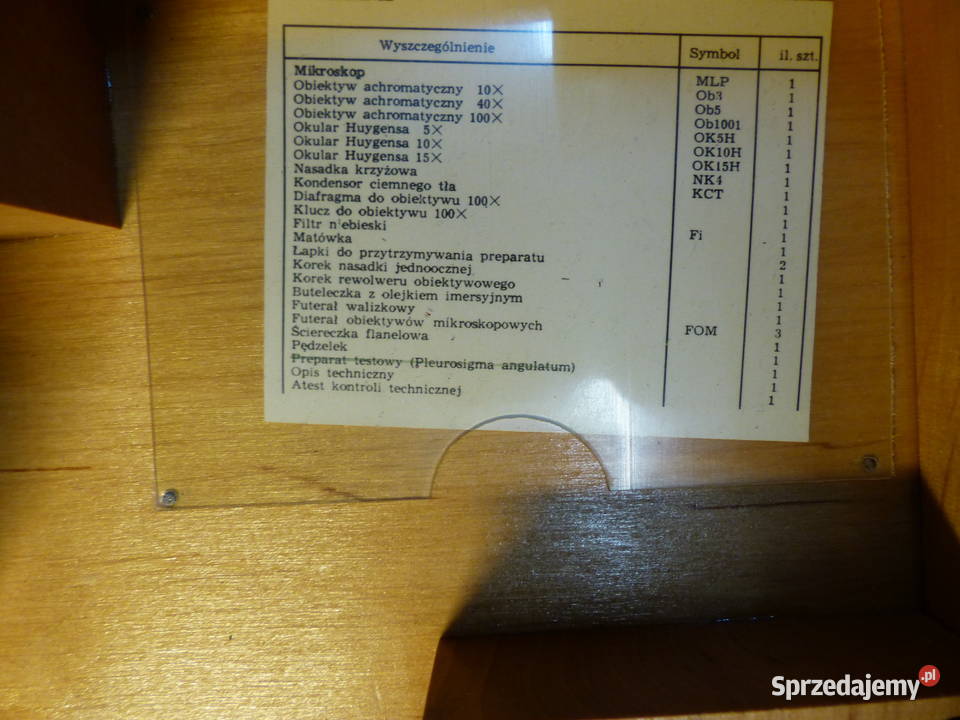 Wyszczególnienie Symbol il. szt.
Mikroskop MLP 1
Obiektyw achromatyczny 10× Ob3 1
Obiektyw achromatyczny 40× Ob5 1
Obiektyw achromatyczny 100× Ob1001 1
Okular Huygensa 5× OK5H 1
Okular Huygensa 10× OK10H 1
Okular Huygensa 15× OK15H 1
Nasadka krzyżowa NK4 1
Kondensor ciemnego tła KCT 1
Diafragma do obiektywu 100× 1
Klucz do obiektywu 100× 1
Filtr niebieski Fi 1
Matówka 1
Łapki do przytrzymywania preparatu 2
Korek nasadki jednoocznej 1
Korek rewolweru obiektywowego 1
Buteleczka z olejkiem imersyjnym 1
Futerał walizkowy 1
Futerał obiektywów mikroskopowych FOM 3
Ściereczka flanelowa 1
Pędzelek 1
Preparat testowy (Pleurosigma angulatum) 1
Opis techniczny 1
Atest kontroli technicznej 1
Sprzedajemy.pl